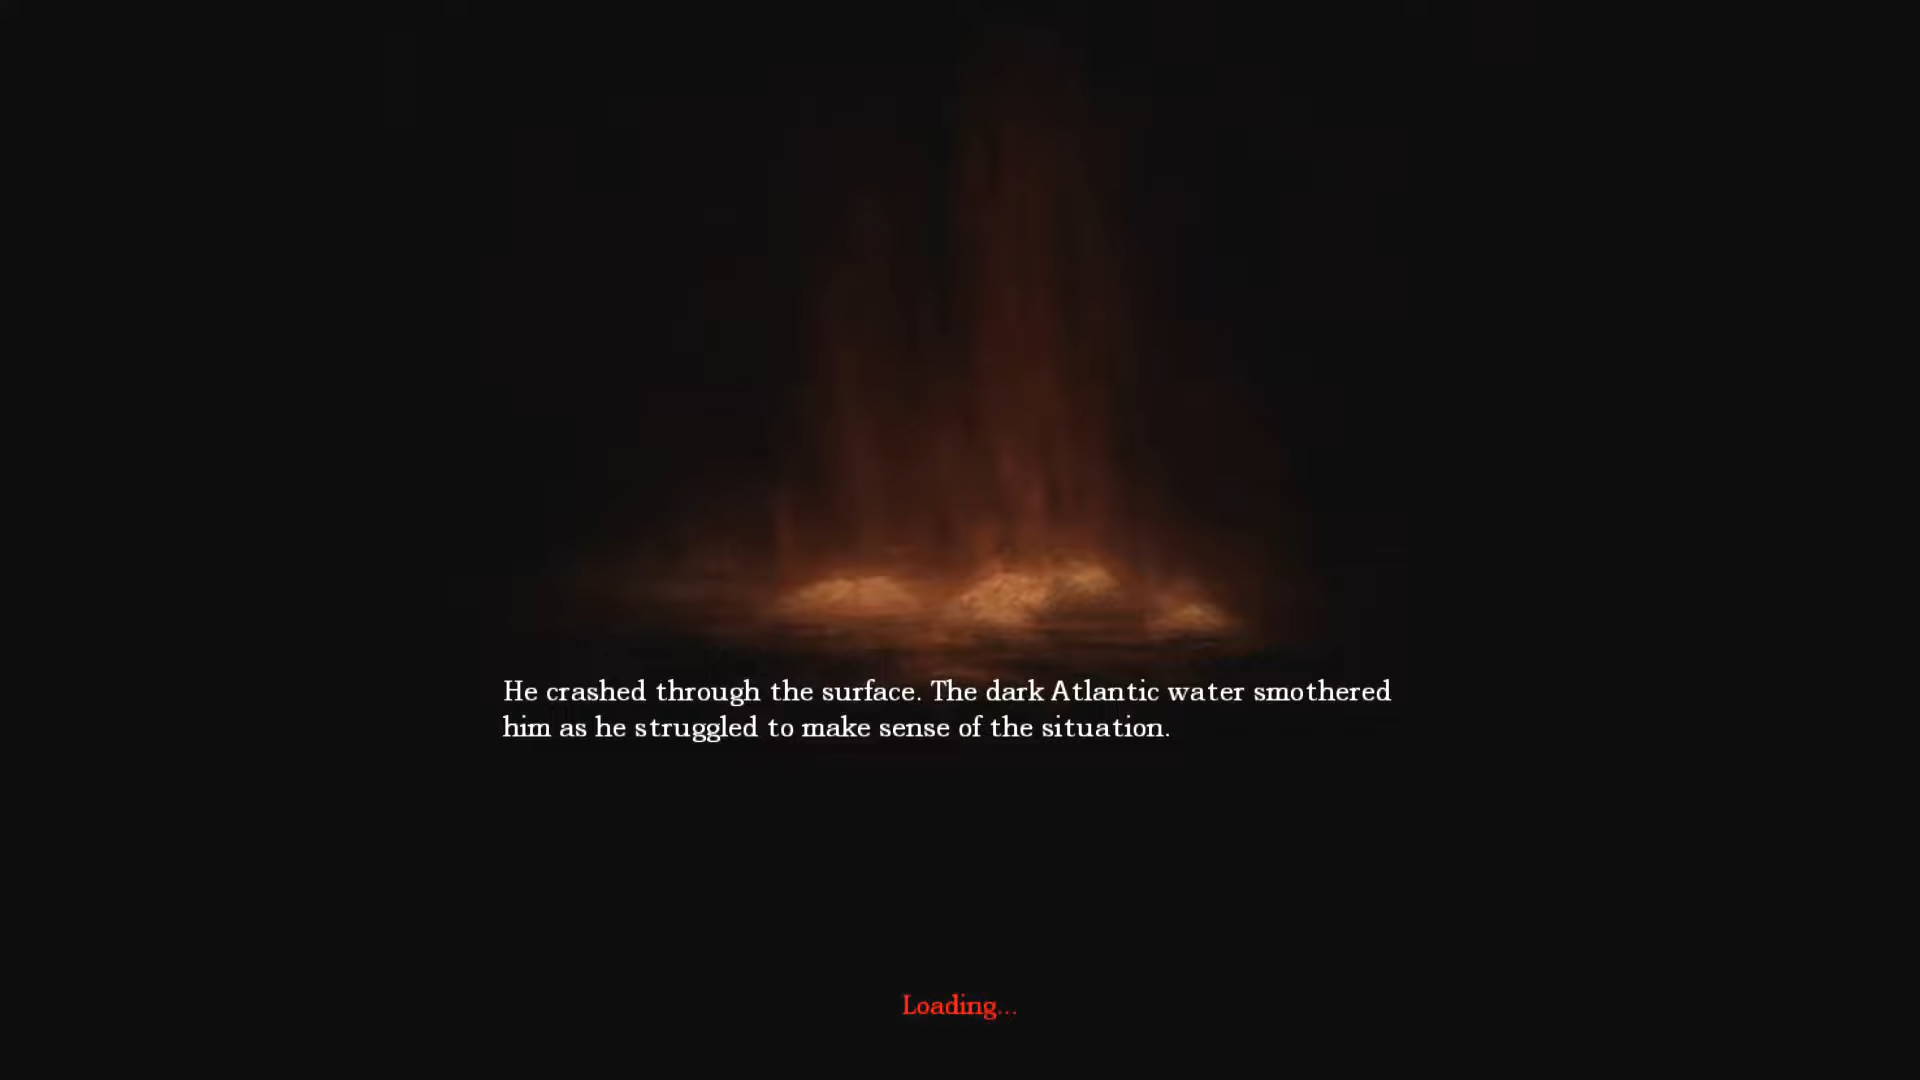 He crashed through the surface. The dark Atlantic water smothered
him as he struggled to make sense of the situation.
Loading...